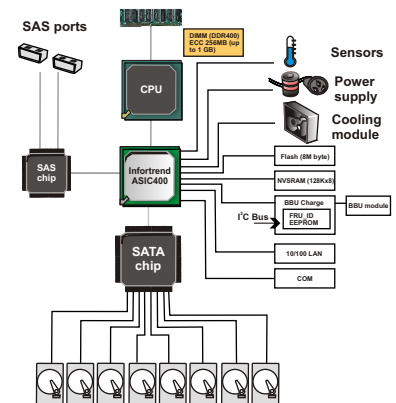 DIMM (DDR400)
ECC 256MB (up
to 1 GB)
SAS ports
Sensors
CPU
Power
supply
Cooling
module
SAS
chip
Infortrend
ASIC400
Flash (8M byte)
NVSRAM (128Kx8)
BBU Charge
BBU module
I²C Bus
FRU_ID
EEPROM
SATA
chip
10/100 LAN
COM